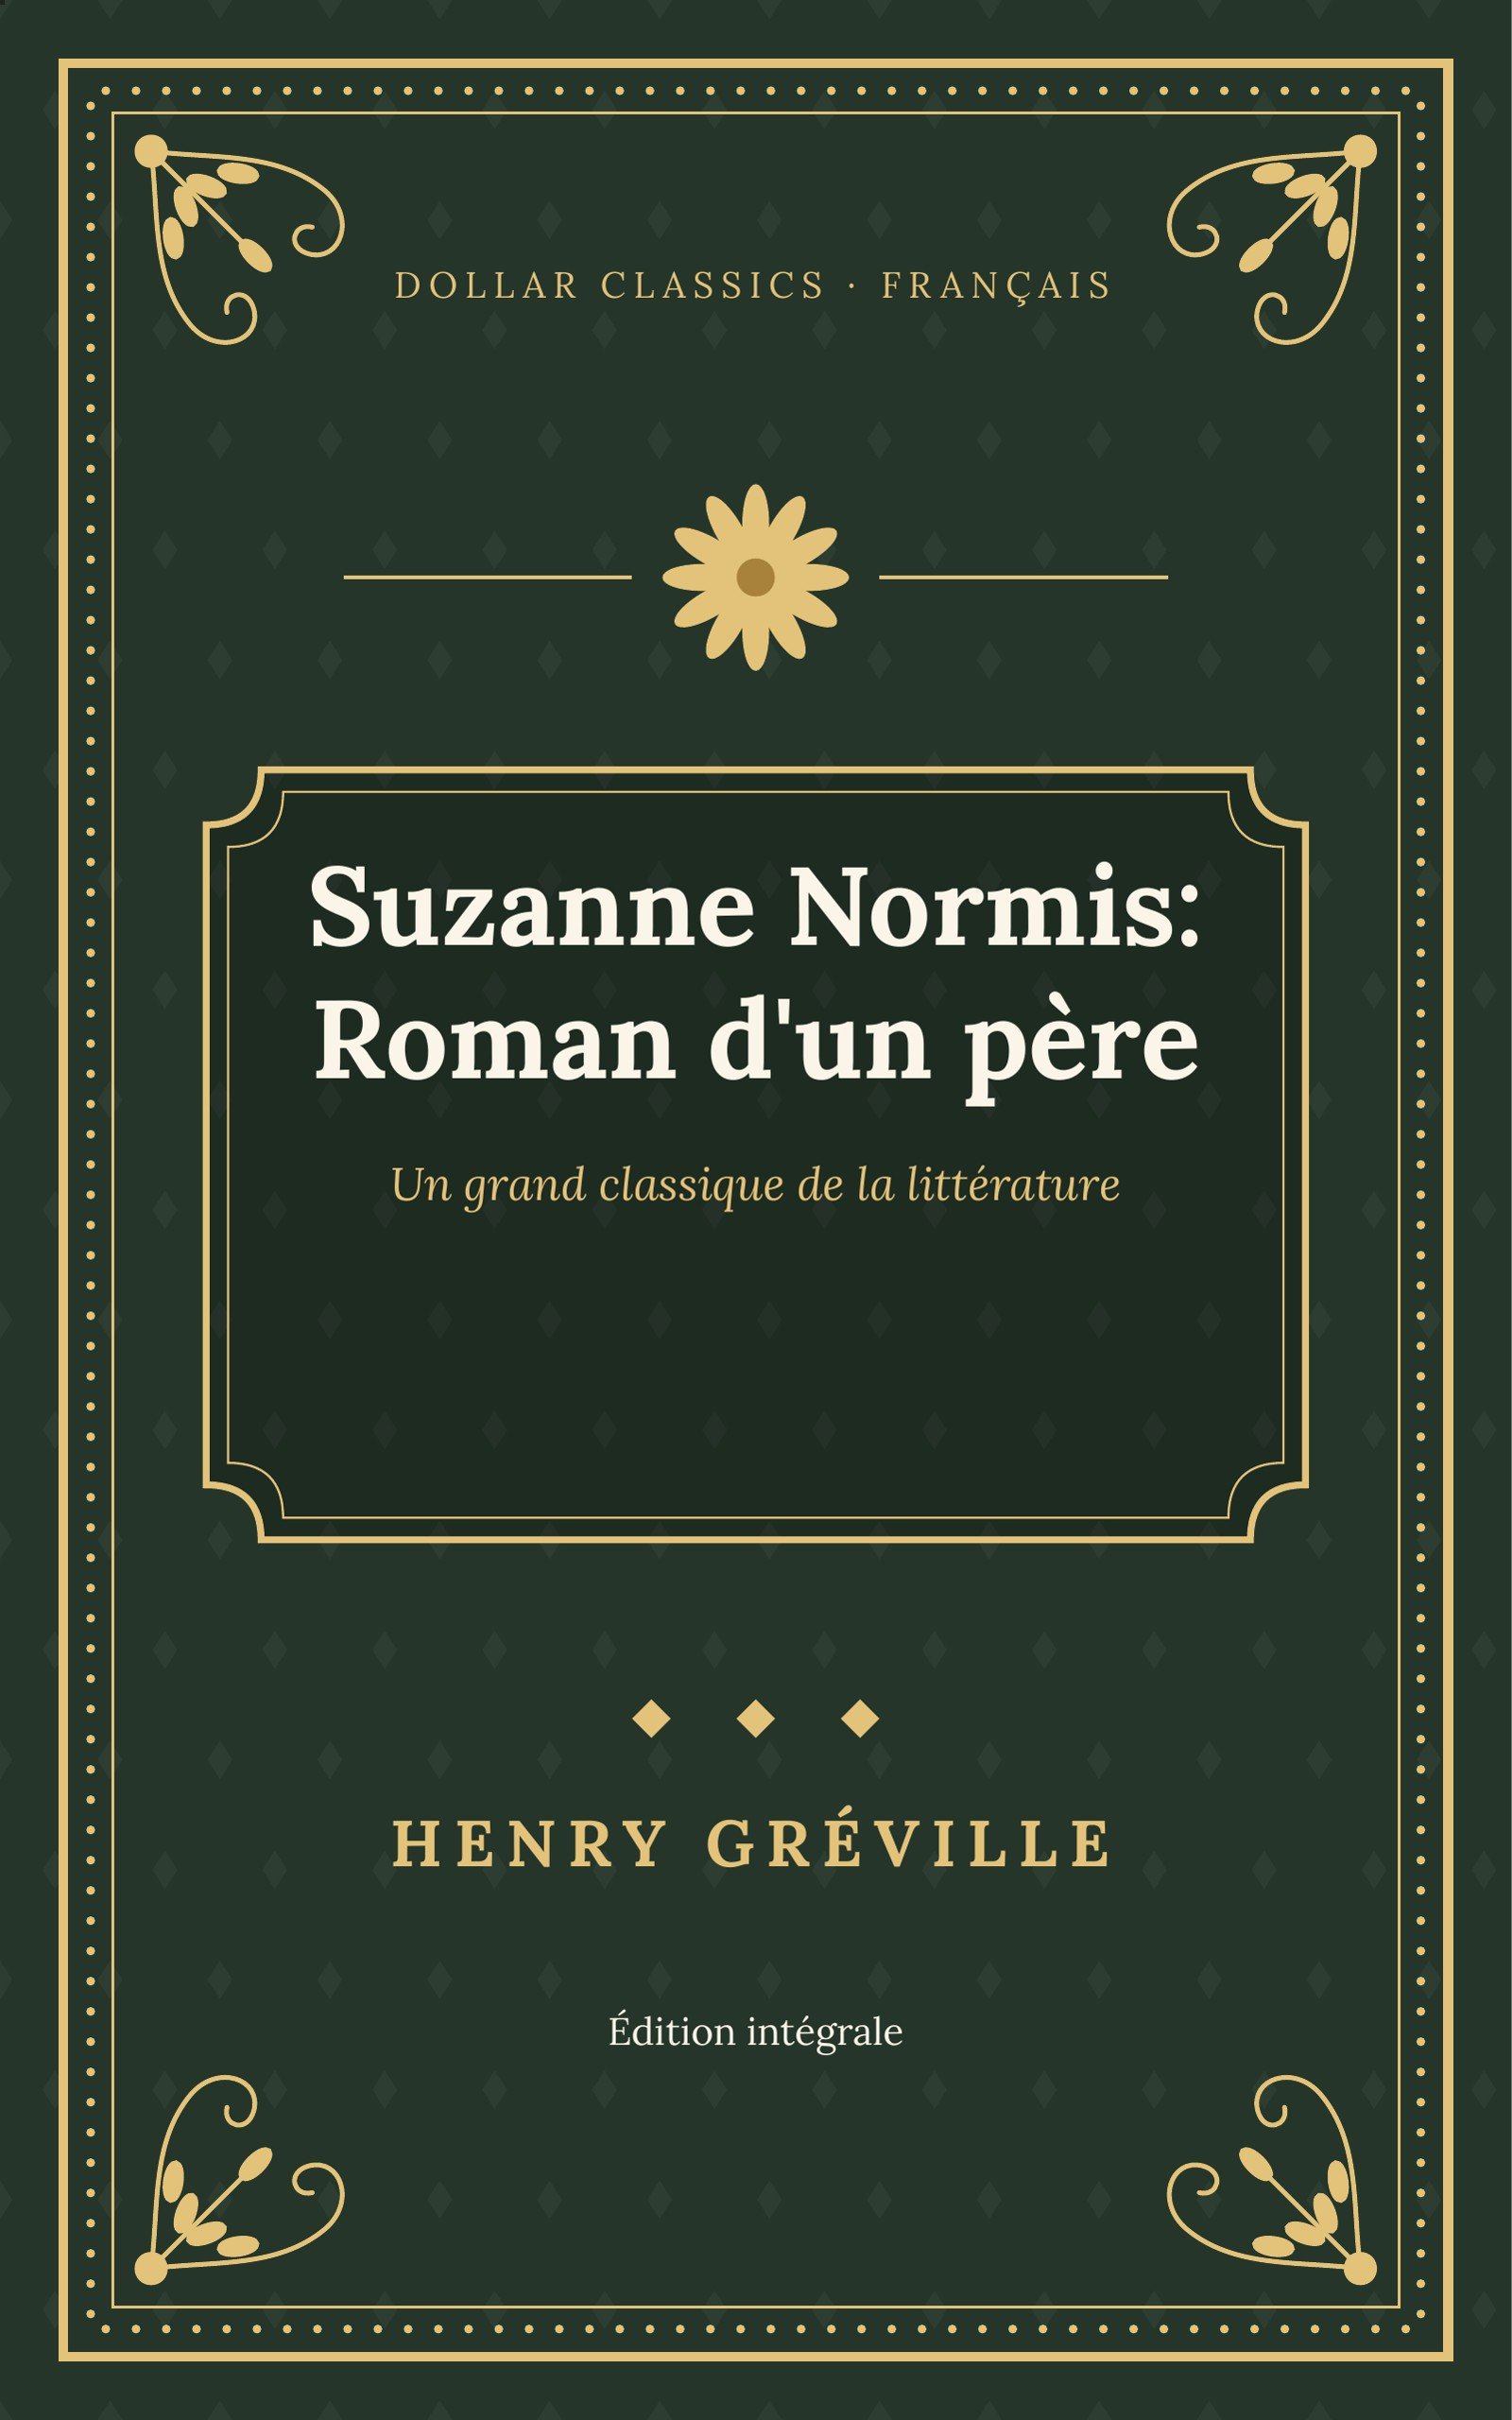 DOLLAR CLASSICS · FRANÇAIS
Suzanne Normis:
Roman d'un père
Un grand classique de la littérature
HENRY GRÉVILLE
Édition intégrale